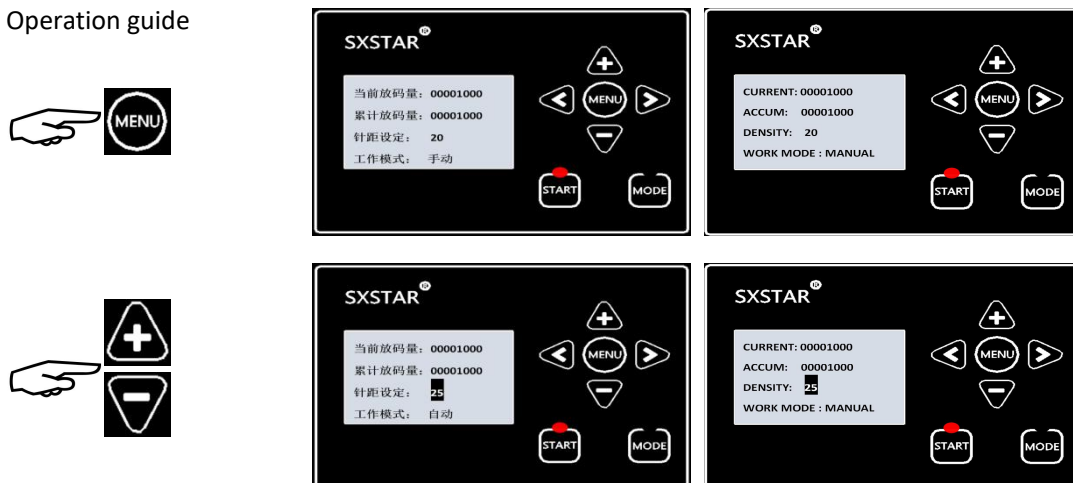 Operation guide
MENU
SXSTAR®
当前放码量：00001000
累计放码量：00001000
针距设定： 20
工作模式： 手动
MENU
START
MODE
SXSTAR®
CURRENT: 00001000
ACCUM: 00001000
DENSITY: 20
WORK MODE : MANUAL
MENU
START
MODE
SXSTAR®
当前放码量：00001000
累计放码量：00001000
针距设定： 25
工作模式： 自动
MENU
START
MODE
SXSTAR®
CURRENT: 00001000
ACCUM: 00001000
DENSITY: 25
WORK MODE : MANUAL
MENU
START
MODE